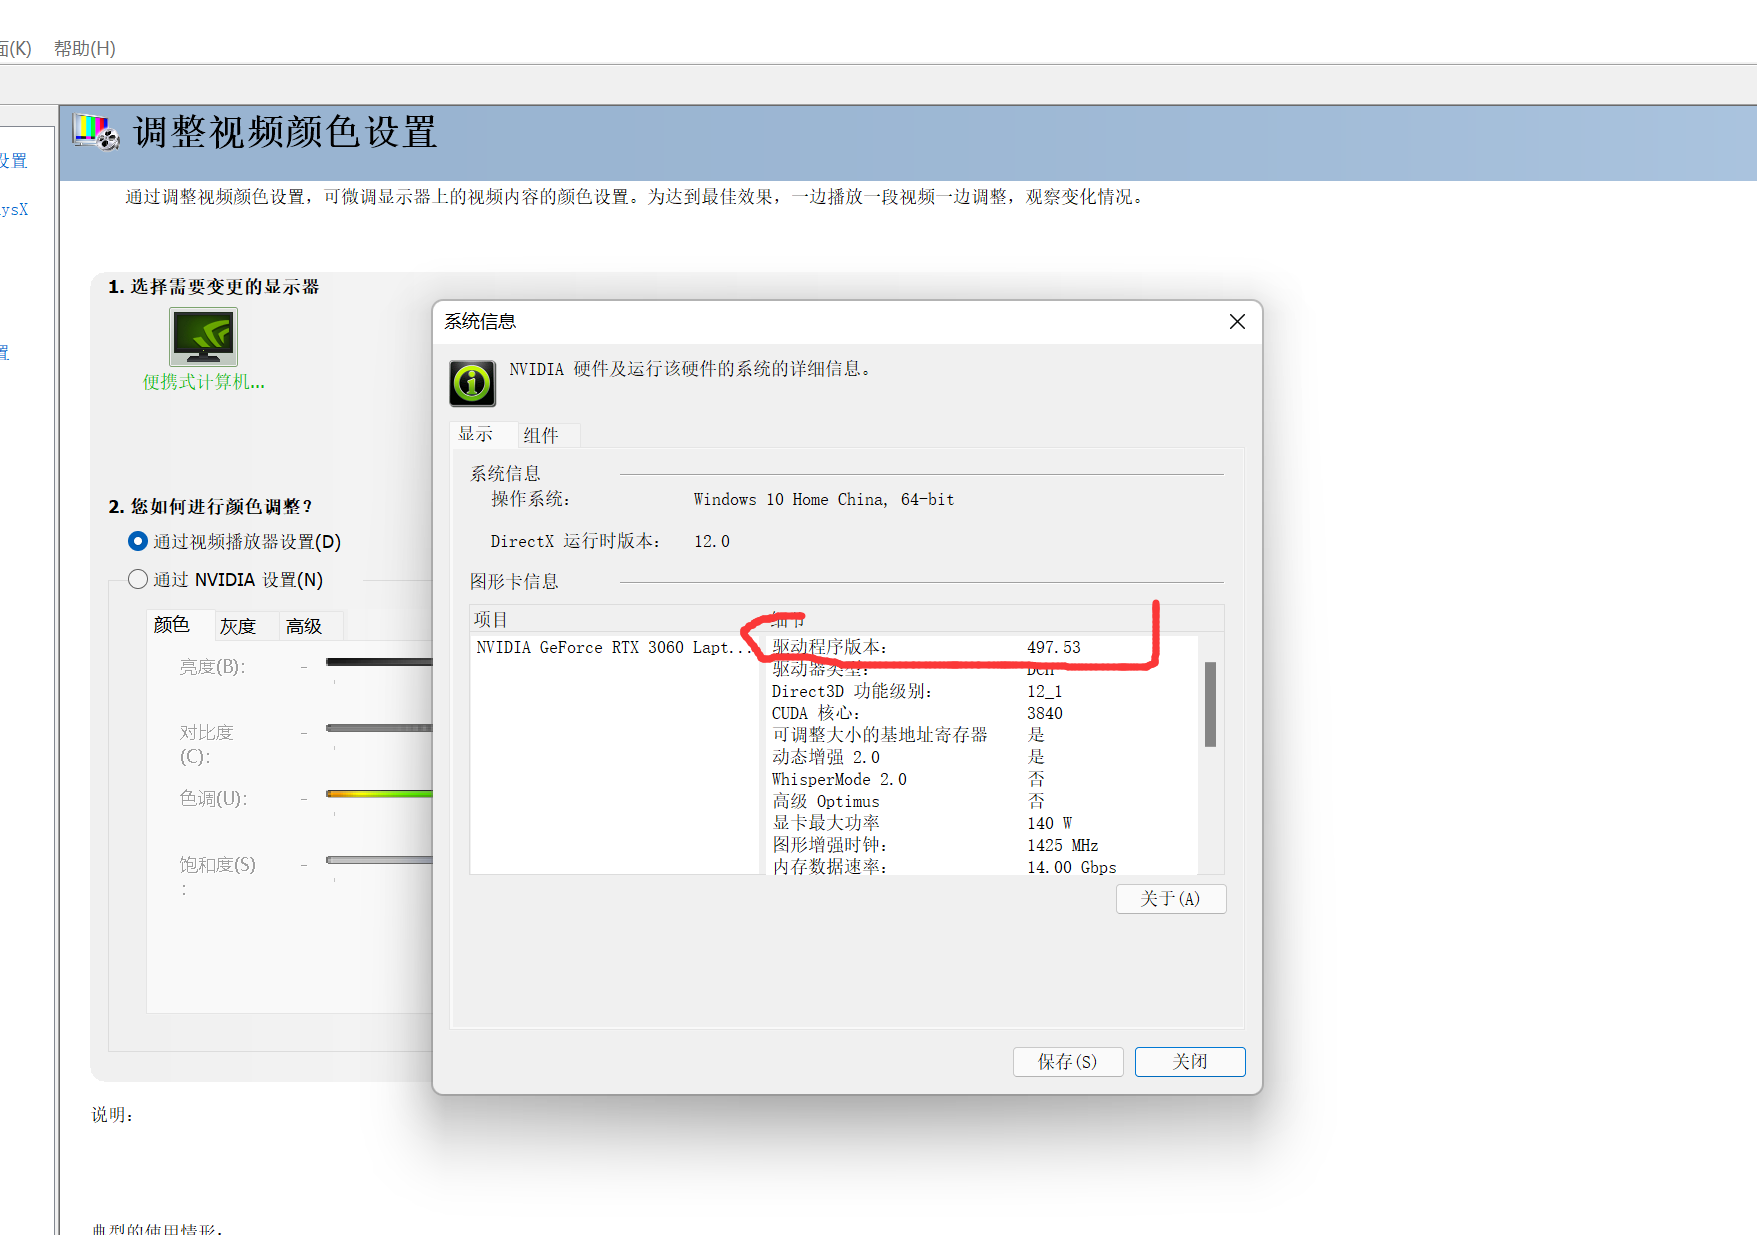 面(K) 帮助(H)
设置
ysX
置
调整视频颜色设置
通过调整视频颜色设置，可微调显示器上的视频内容的颜色设置。为达到最佳效果，一边播放一段视频一边调整，观察变化情况。
1. 选择需要变更的显示器
便携式计算机...
2. 您如何进行颜色调整？
通过视频播放器设置(D)
通过 NVIDIA 设置(N)
颜色 灰度 高级
亮度(B):
对比度
(C):
色调(U):
饱和度(S)
:
说明:
典型的使用情形:
系统信息
NVIDIA 硬件及运行该硬件的系统的详细信息。
显示 组件
系统信息
操作系统: Windows 10 Home China, 64-bit
DirectX 运行时版本: 12.0
图形卡信息
项目 细节
NVIDIA GeForce RTX 3060 Lapt...
驱动程序版本: 497.53
驱动器类型: DCH
Direct3D 功能级别: 12_1
CUDA 核心: 3840
可调整大小的基地址寄存器 是
动态增强 2.0 是
WhisperMode 2.0 否
高级 Optimus 否
显卡最大功率 140 W
图形增强时钟: 1425 MHz
内存数据速率: 14.00 Gbps
关于(A)
保存(S) 关闭